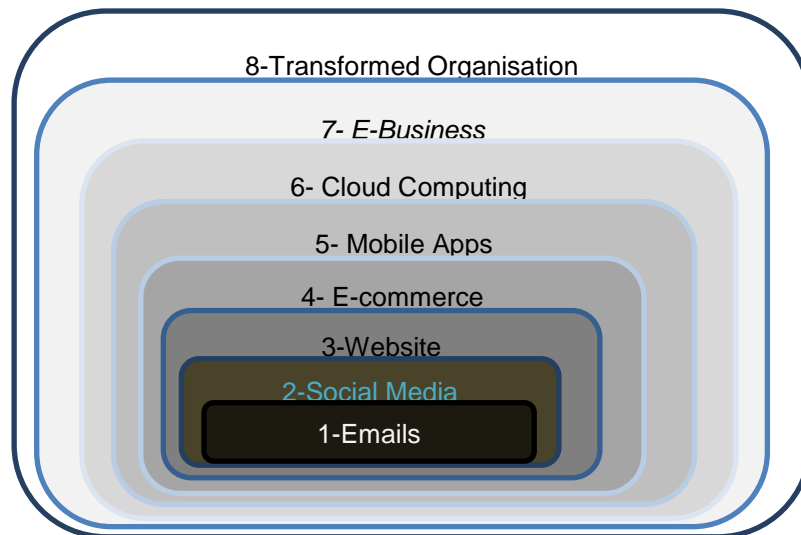 8-Transformed Organisation
7- E-Business
6- Cloud Computing
5- Mobile Apps
4- E-commerce
3-Website
2-Social Media
1-Emails